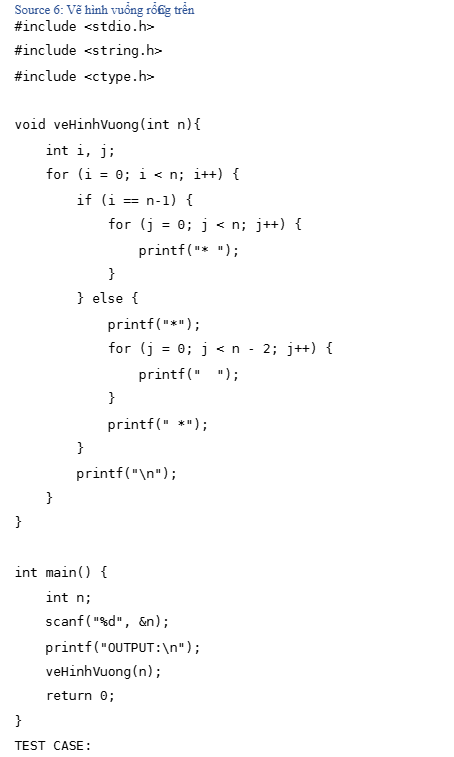 Source 6: Vẽ hình vuông rỗng trên
#include <stdio.h>
#include <string.h>
#include <ctype.h>

void veHinhVuong(int n){
    int i, j;
    for (i = 0; i < n; i++) {
        if (i == n-1) {
            for (j = 0; j < n; j++) {
                printf("* ");
            }
        } else {
            printf("*");
            for (j = 0; j < n - 2; j++) {
                printf("  ");
            }
            printf(" *");
        }
        printf("\n");
    }
}

int main() {
    int n;
    scanf("%d", &n);
    printf("OUTPUT:\n");
    veHinhVuong(n);
    return 0;
}
TEST CASE: